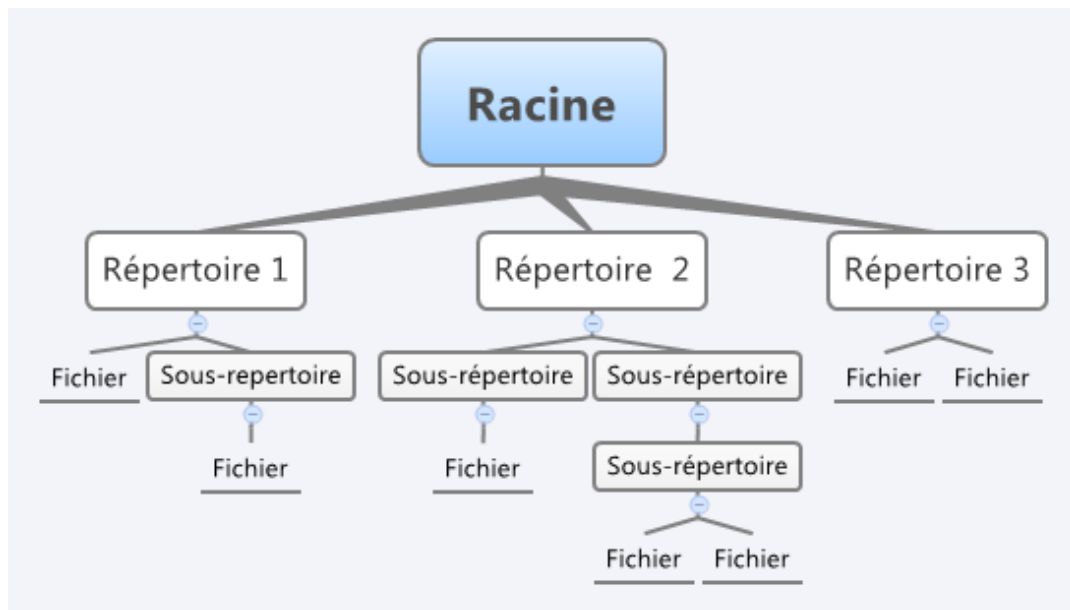 Racine
Répertoire 1
Répertoire 2
Répertoire 3
Fichier
Sous-repertoire
Sous-répertoire
Sous-répertoire
Fichier
Fichier
Fichier
Fichier
Sous-répertoire
Fichier
Fichier